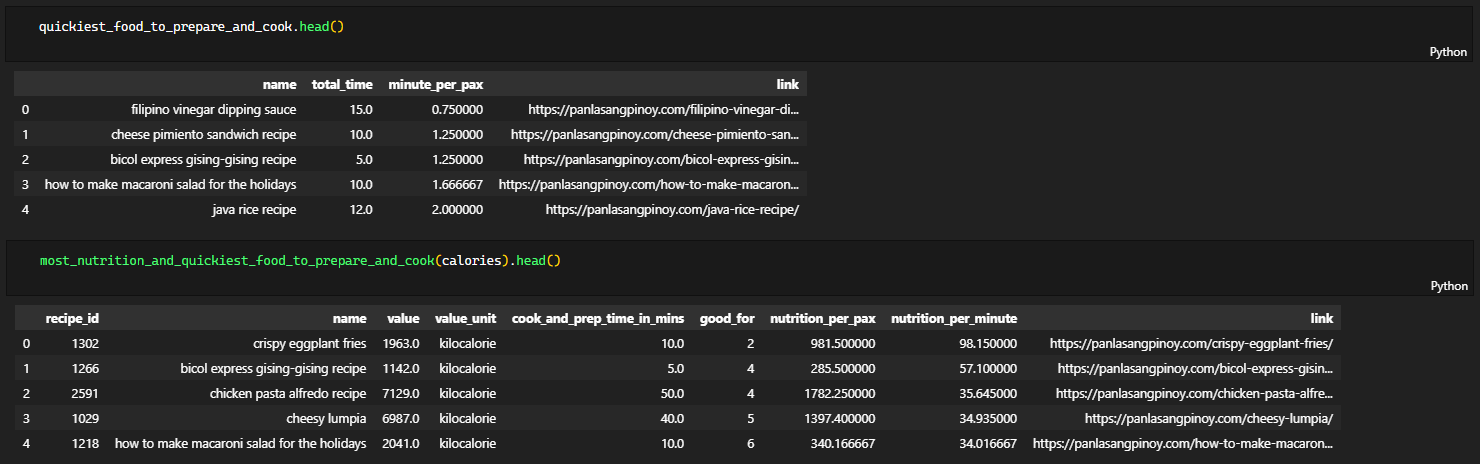 quickiest_food_to_prepare_and_cook.head()
Python
name total_time minute_per_pax link
0 filipino vinegar dipping sauce 15.0 0.750000 https://panlasangpinoy.com/filipino-vinegar-di...
1 cheese pimiento sandwich recipe 10.0 1.250000 https://panlasangpinoy.com/cheese-pimiento-san...
2 bicol express gising-gising recipe 5.0 1.250000 https://panlasangpinoy.com/bicol-express-gisin...
3 how to make macaroni salad for the holidays 10.0 1.666667 https://panlasangpinoy.com/how-to-make-macaron...
4 java rice recipe 12.0 2.000000 https://panlasangpinoy.com/java-rice-recipe/
most_nutrition_and_quickiest_food_to_prepare_and_cook(calories).head()
Python
recipe_id name value value_unit cook_and_prep_time_in_mins good_for nutrition_per_pax nutrition_per_minute link
0 1302 crispy eggplant fries 1963.0 kilocalorie 10.0 2 981.500000 98.150000 https://panlasangpinoy.com/crispy-eggplant-fries/
1 1266 bicol express gising-gising recipe 1142.0 kilocalorie 5.0 4 285.500000 57.100000 https://panlasangpinoy.com/bicol-express-gisin...
2 2591 chicken pasta alfredo recipe 7129.0 kilocalorie 50.0 4 1782.250000 35.645000 https://panlasangpinoy.com/chicken-pasta-alfre...
3 1029 cheesy lumpia 6987.0 kilocalorie 40.0 5 1397.400000 34.935000 https://panlasangpinoy.com/cheesy-lumpia/
4 1218 how to make macaroni salad for the holidays 2041.0 kilocalorie 10.0 6 340.166667 34.016667 https://panlasangpinoy.com/how-to-make-macaron...